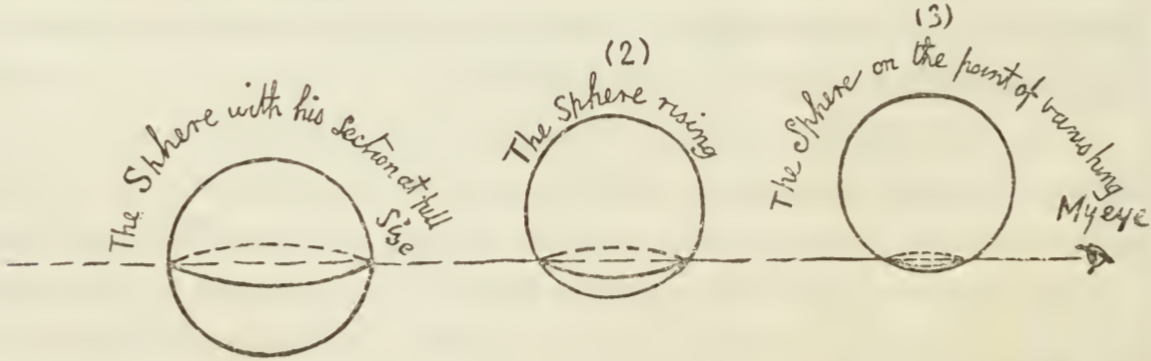 The Sphere with his section at full size
(2)
The Sphere rising
(3)
The Sphere on the point of vanishing
My eye